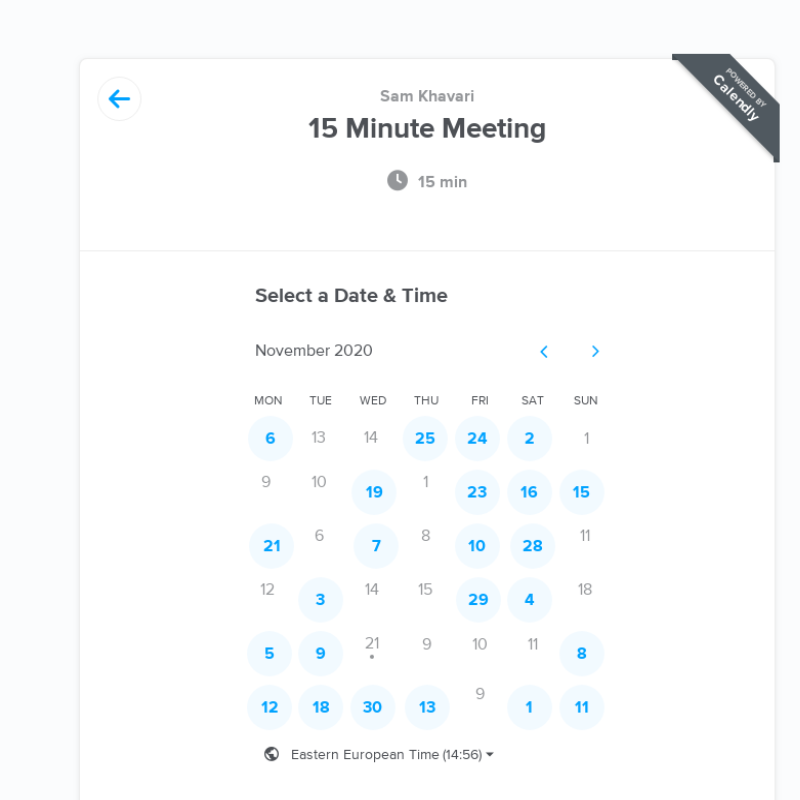 POWERED BY
Calendly
Sam Khavari
15 Minute Meeting
15 min
Select a Date & Time
November 2020
MON TUE WED THU FRI SAT SUN
6 13 14 25 24 2 1
9 10 19 1 23 16 15
21 6 7 8 10 28 11
12 3 14 15 29 4 18
5 9 21 9 10 11 8
12 18 30 13 9 1 11
Eastern European Time (14:56)